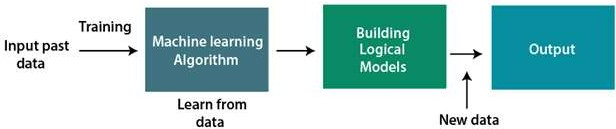 Training
Input past
data
Machine learning
Algorithm
Learn from
data
Building
Logical
Models
New data
Output